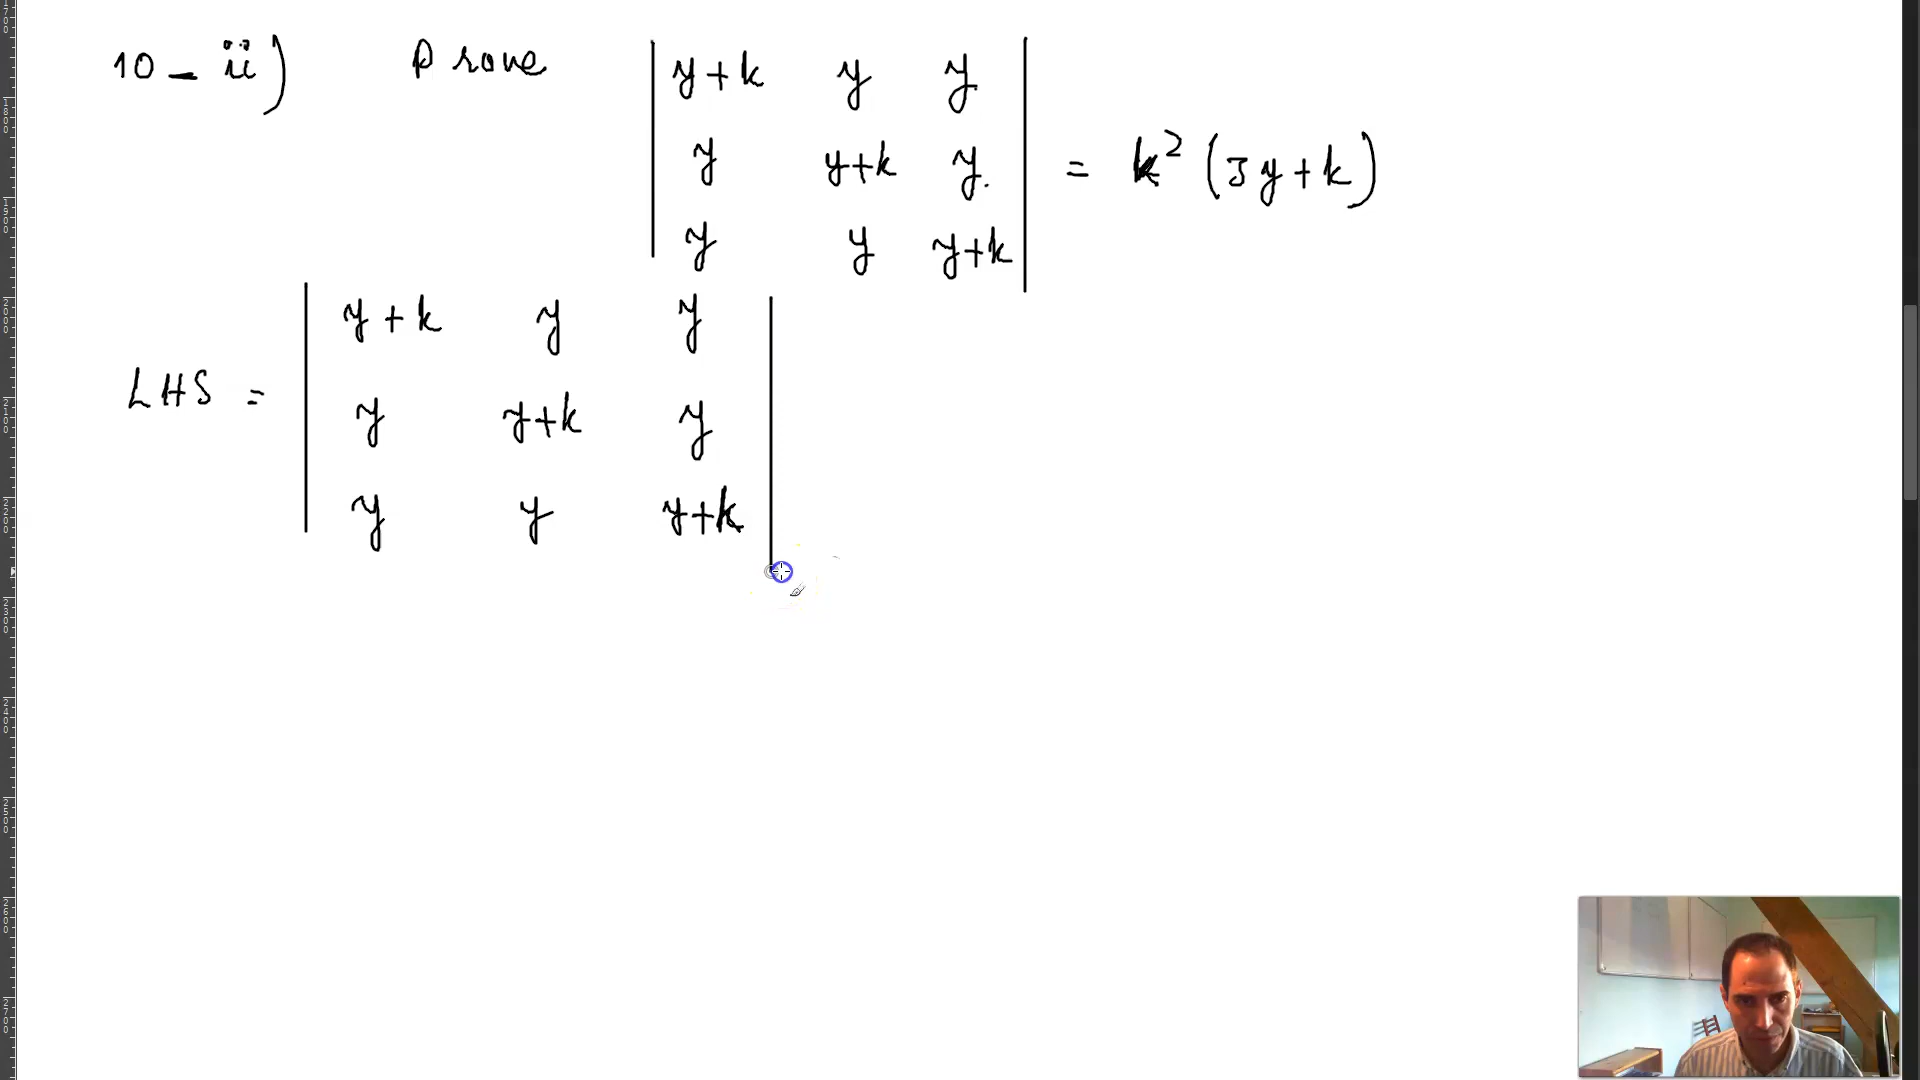 10 - ii) Prove | y+k y y |
| y y+k y. | = k² (3y+k)
| y y y+k |
| y+k y y |
LHS = | y y+k y |
| y y y+k |